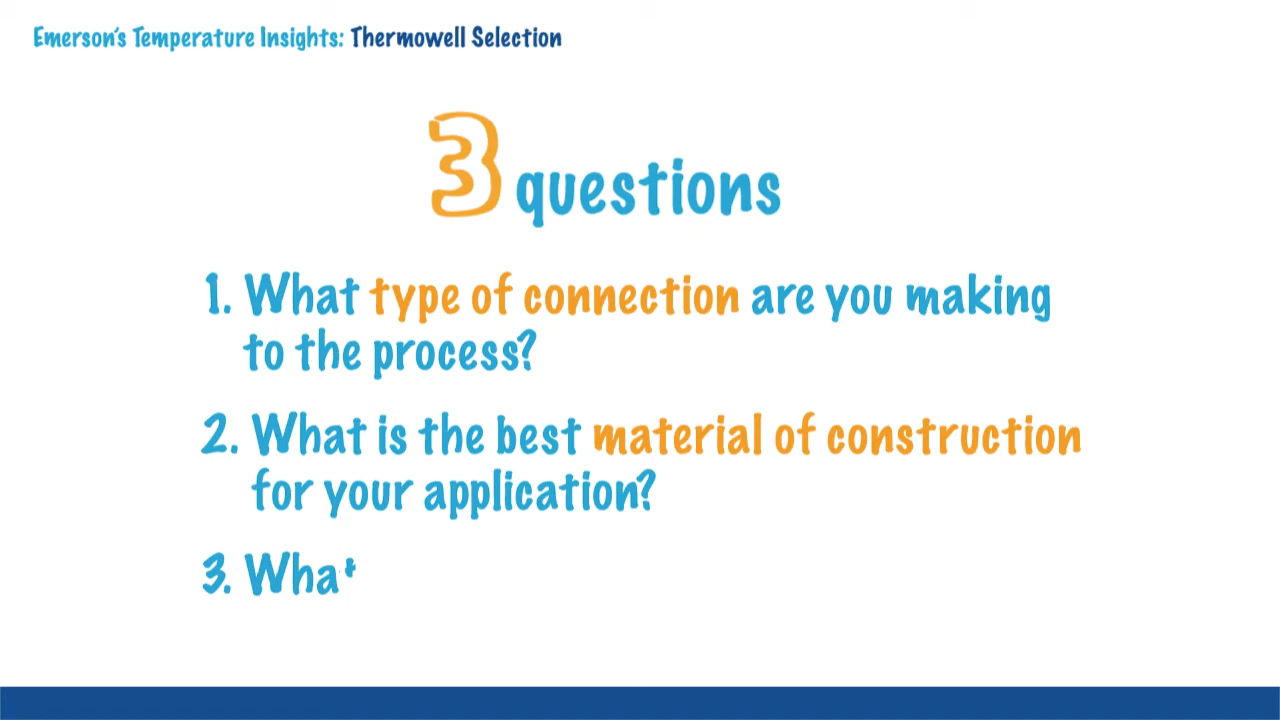 Emerson's Temperature Insights: Thermowell Selection
3 questions
1. What type of connection are you making
to the process?
2. What is the best material of construction
for your application?
3. What